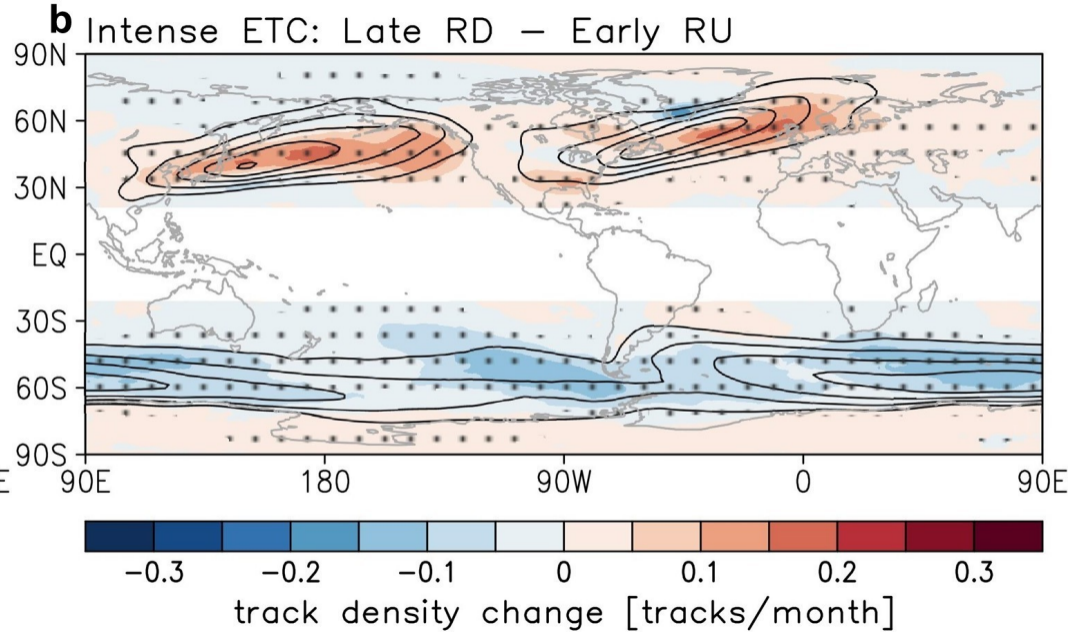 b Intense ETC: Late RD – Early RU
90N
60N
30N
EQ
30S
60S
90S
E 90E 180 90W 0 90E
−0.3 −0.2 −0.1 0 0.1 0.2 0.3
track density change [tracks/month]